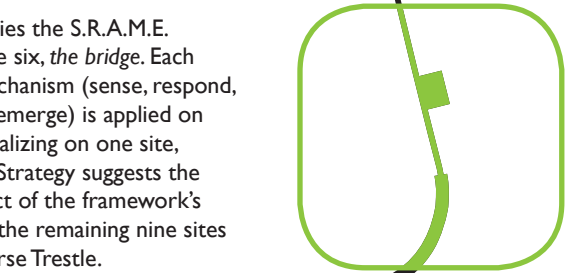 ies the S.R.A.M.E.
e six, the bridge. Each
chanism (sense, respond,
emerge) is applied on
alizing on one site,
Strategy suggests the
ct of the framework's
the remaining nine sites
rse Trestle.